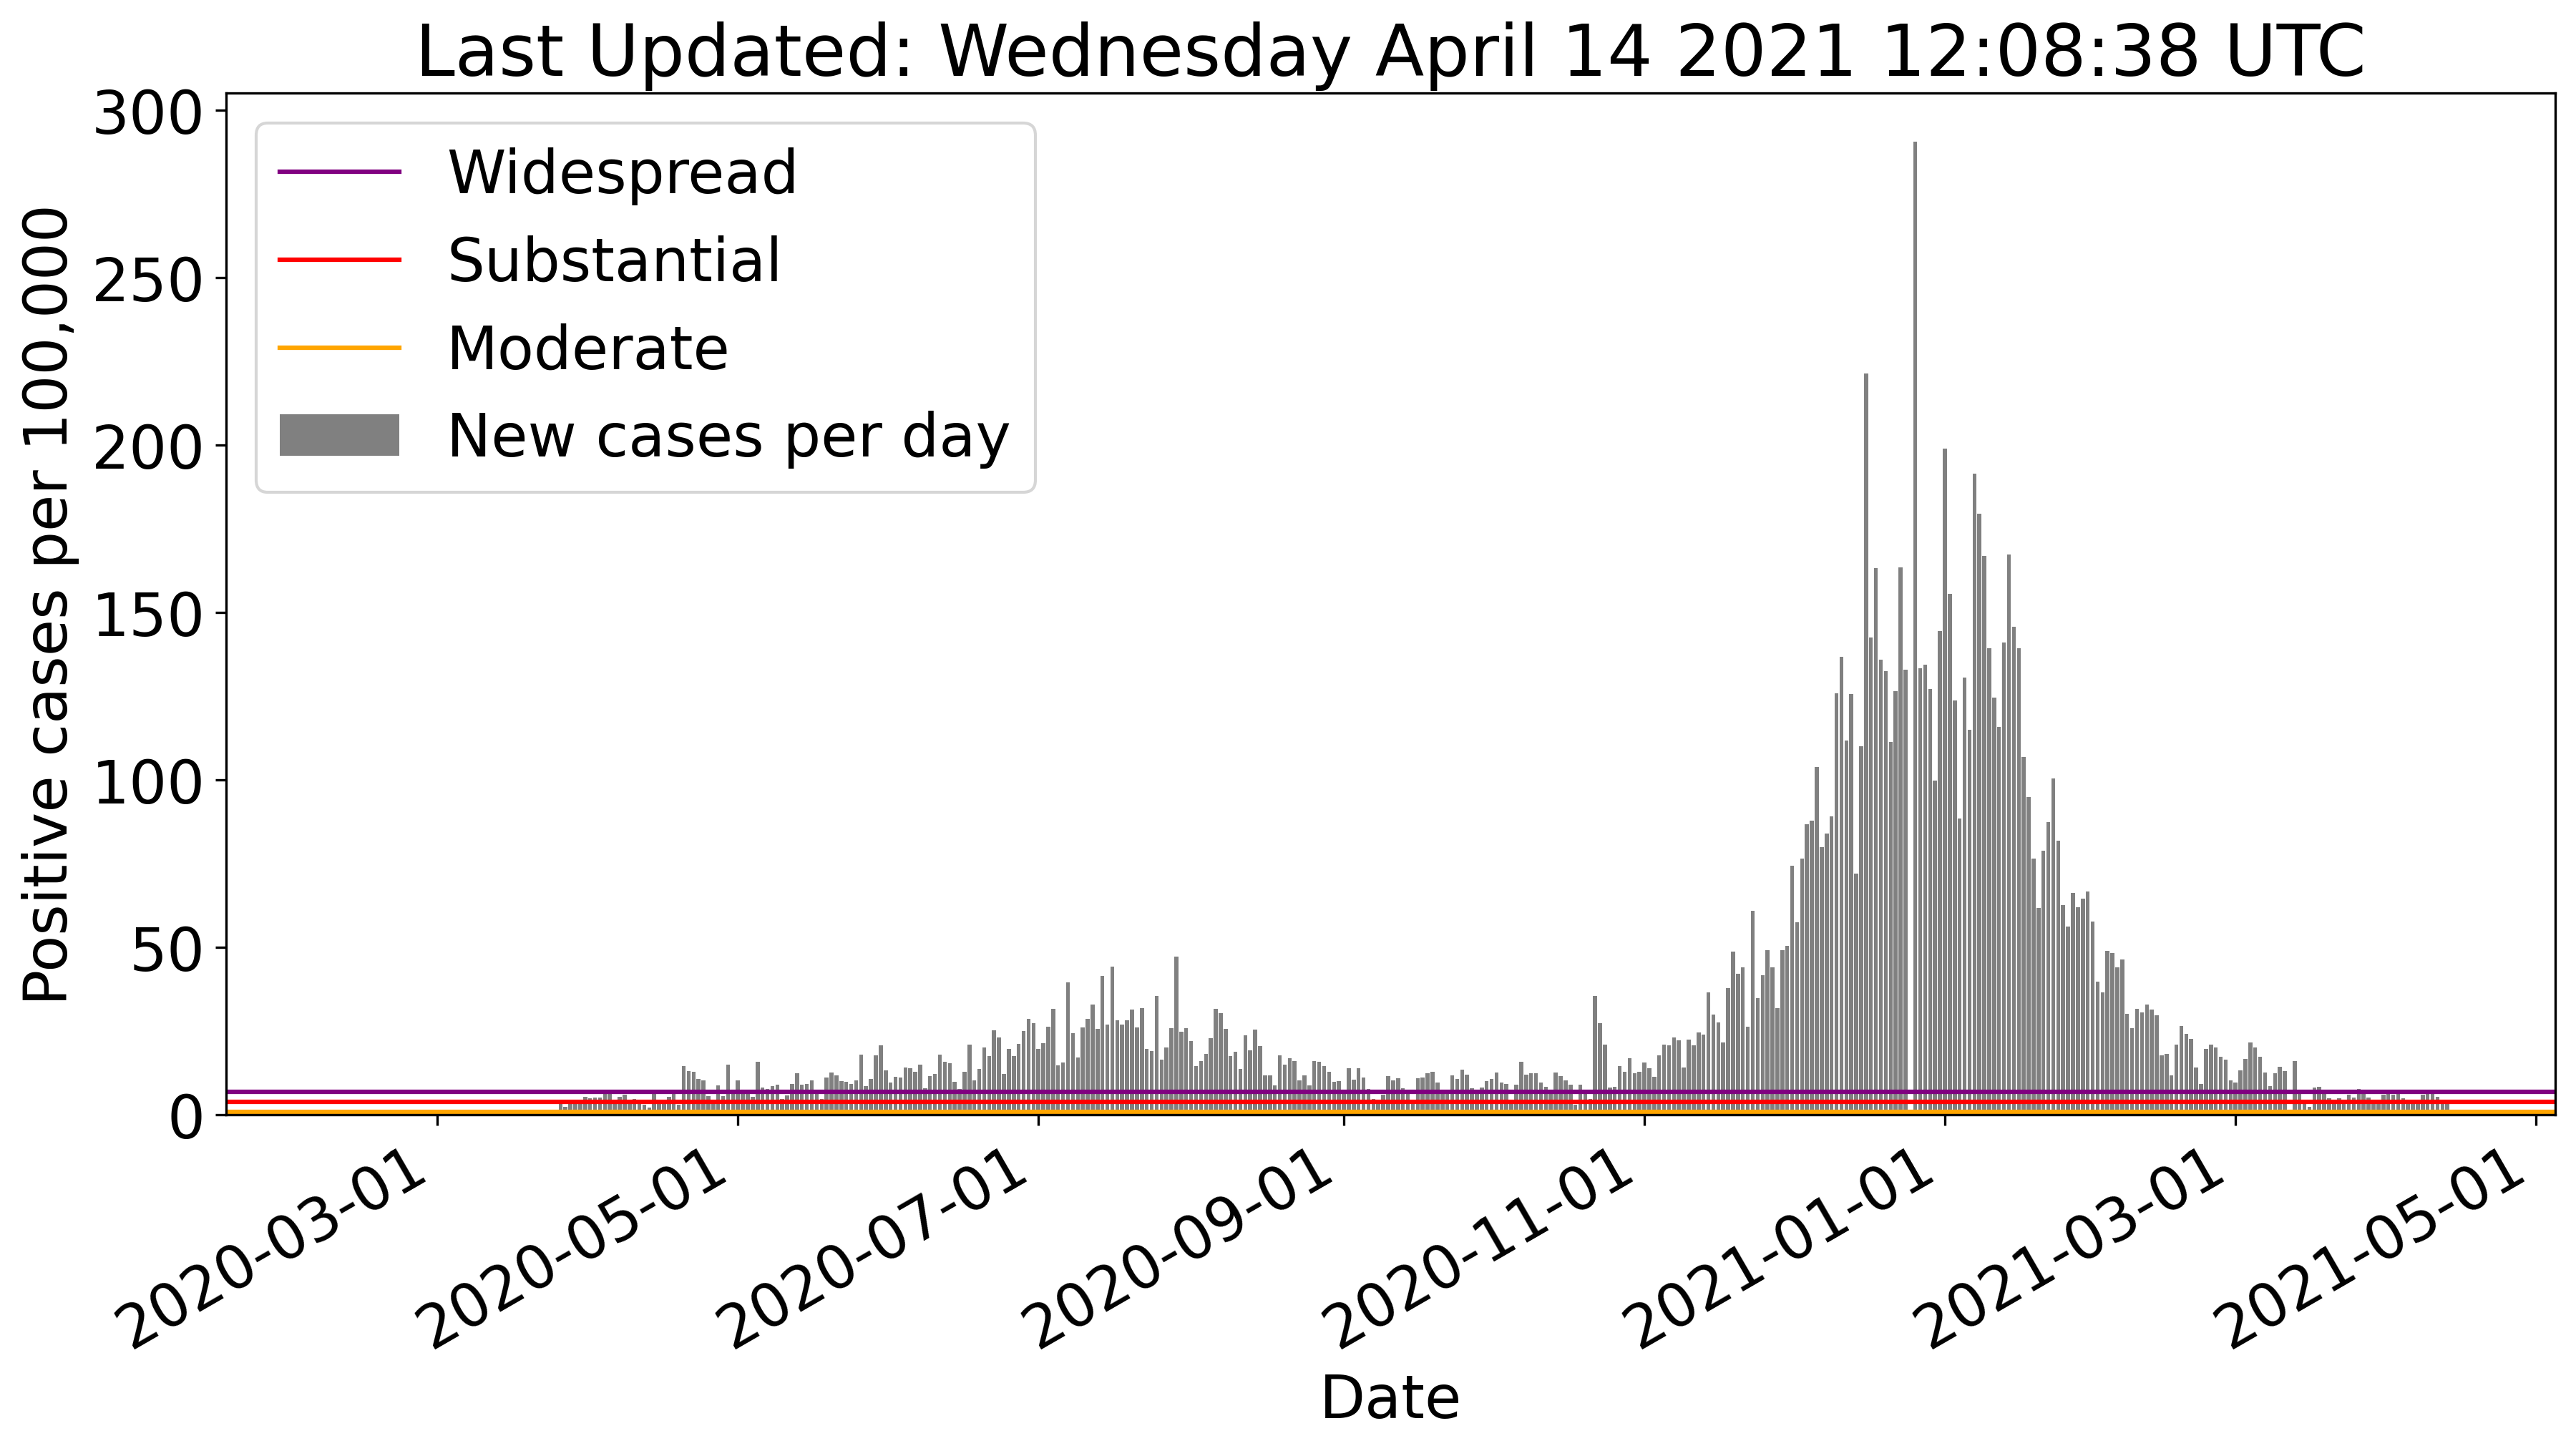 Last Updated: Wednesday April 14 2021 12:08:38 UTC
Positive cases per 100,000
300
250
200
150
100
50
0
Widespread
Substantial
Moderate
New cases per day
2020-03-01
2020-05-01
2020-07-01
2020-09-01
2020-11-01
2021-01-01
2021-03-01
2021-05-01
Date